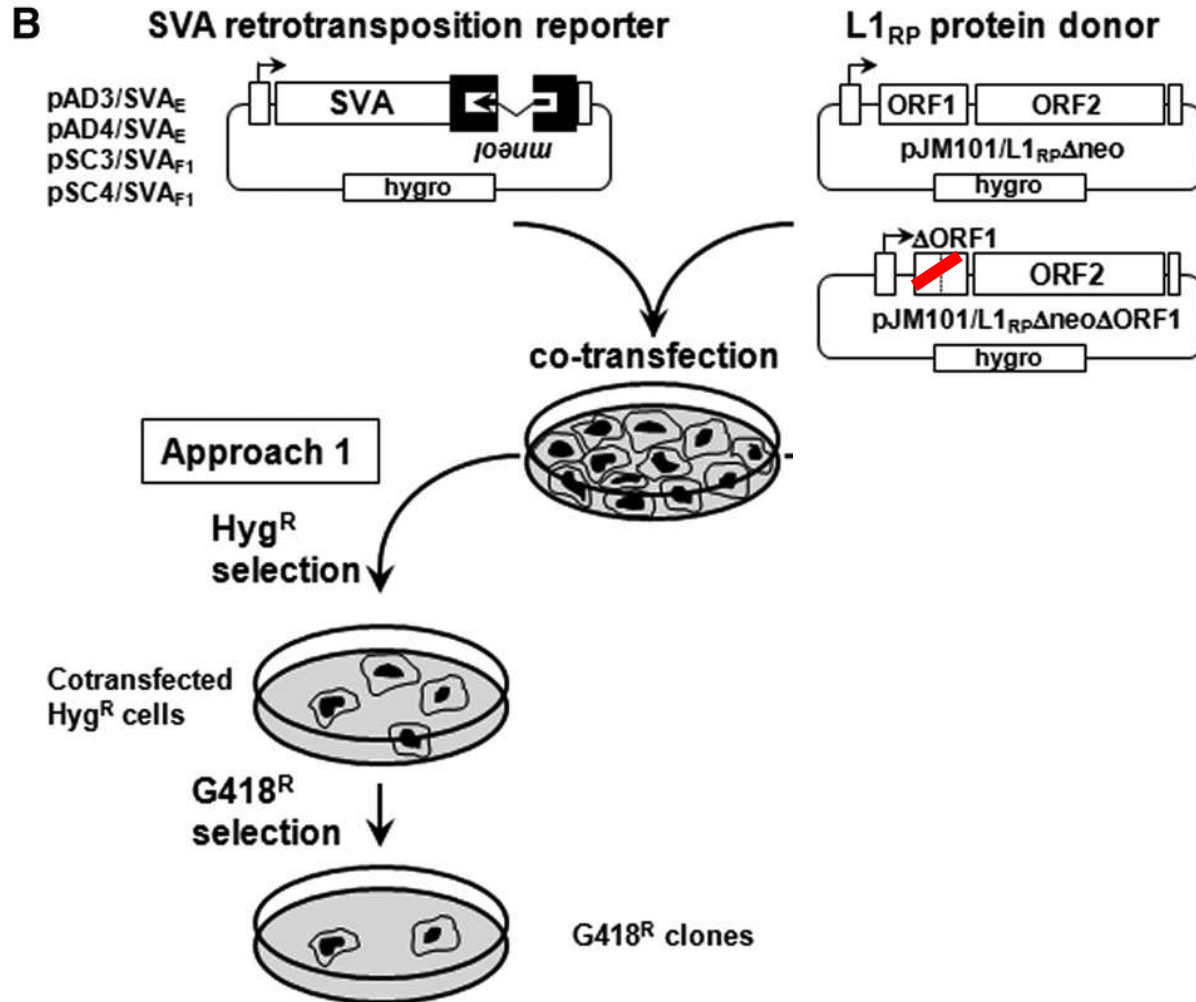 B SVA retrotransposition reporter
L1RP protein donor
pAD3/SVAE
pAD4/SVAE
pSC3/SVAF1
pSC4/SVAF1
SVA
mneoI
hygro
ORF1 ORF2
pJM101/L1RPΔneo
hygro
ΔORF1
ORF2
pJM101/L1RPΔneoΔORF1
hygro
co-transfection
Approach 1
HygR
selection
Cotransfected
HygR cells
G418R
selection
G418R clones